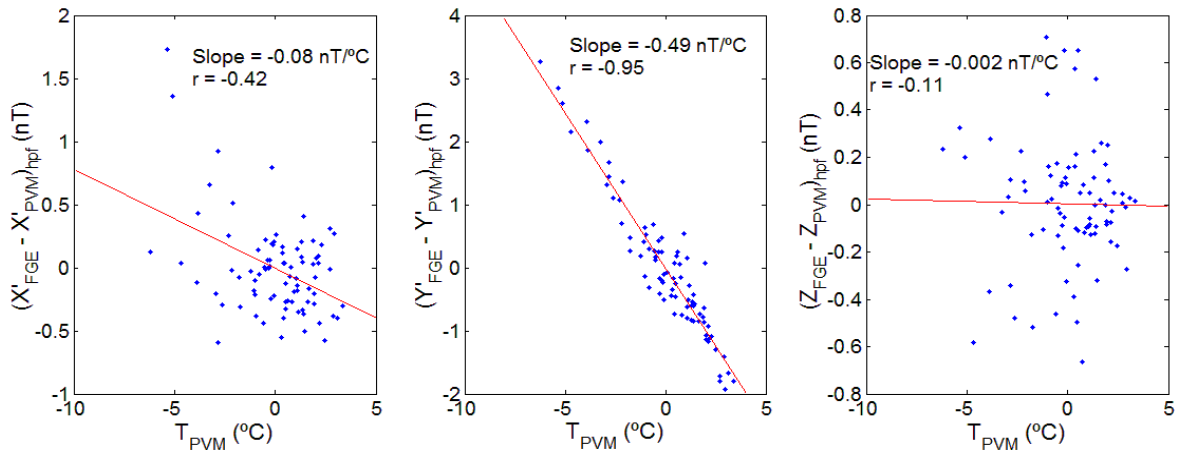 2
1.5
1
0.5
0
-0.5
-1
-10
-5
0
5
(X'FGE - X'PVM)hpf (nT)
TPVM (ºC)
Slope = -0.08 nT/ºC
r = -0.42
4
3
2
1
0
-1
-2
-10
-5
0
5
(Y'FGE - Y'PVM)hpf (nT)
TPVM (ºC)
Slope = -0.49 nT/ºC
r = -0.95
0.8
0.6
0.4
0.2
0
-0.2
-0.4
-0.6
-0.8
-10
-5
0
5
(ZFGE - ZPVM)hpf (nT)
TPVM (ºC)
Slope = -0.002 nT/ºC
r = -0.11